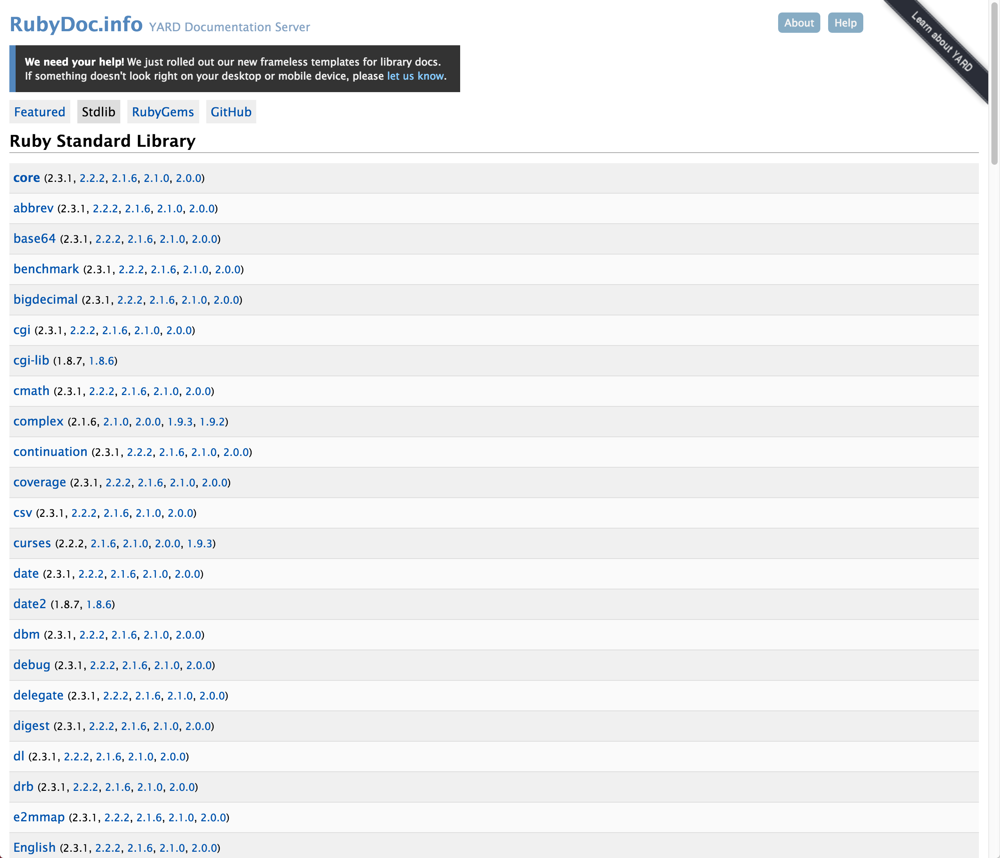 RubyDoc.info YARD Documentation Server
About Help
Learn about YARD
We need your help! We just rolled out our new frameless templates for library docs.
If something doesn't look right on your desktop or mobile device, please let us know.
Featured Stdlib RubyGems GitHub
Ruby Standard Library
core (2.3.1, 2.2.2, 2.1.6, 2.1.0, 2.0.0)
abbrev (2.3.1, 2.2.2, 2.1.6, 2.1.0, 2.0.0)
base64 (2.3.1, 2.2.2, 2.1.6, 2.1.0, 2.0.0)
benchmark (2.3.1, 2.2.2, 2.1.6, 2.1.0, 2.0.0)
bigdecimal (2.3.1, 2.2.2, 2.1.6, 2.1.0, 2.0.0)
cgi (2.3.1, 2.2.2, 2.1.6, 2.1.0, 2.0.0)
cgi-lib (1.8.7, 1.8.6)
cmath (2.3.1, 2.2.2, 2.1.6, 2.1.0, 2.0.0)
complex (2.1.6, 2.1.0, 2.0.0, 1.9.3, 1.9.2)
continuation (2.3.1, 2.2.2, 2.1.6, 2.1.0, 2.0.0)
coverage (2.3.1, 2.2.2, 2.1.6, 2.1.0, 2.0.0)
csv (2.3.1, 2.2.2, 2.1.6, 2.1.0, 2.0.0)
curses (2.2.2, 2.1.6, 2.1.0, 2.0.0, 1.9.3)
date (2.3.1, 2.2.2, 2.1.6, 2.1.0, 2.0.0)
date2 (1.8.7, 1.8.6)
dbm (2.3.1, 2.2.2, 2.1.6, 2.1.0, 2.0.0)
debug (2.3.1, 2.2.2, 2.1.6, 2.1.0, 2.0.0)
delegate (2.3.1, 2.2.2, 2.1.6, 2.1.0, 2.0.0)
digest (2.3.1, 2.2.2, 2.1.6, 2.1.0, 2.0.0)
dl (2.3.1, 2.2.2, 2.1.6, 2.1.0, 2.0.0)
drb (2.3.1, 2.2.2, 2.1.6, 2.1.0, 2.0.0)
e2mmap (2.3.1, 2.2.2, 2.1.6, 2.1.0, 2.0.0)
English (2.3.1, 2.2.2, 2.1.6, 2.1.0, 2.0.0)